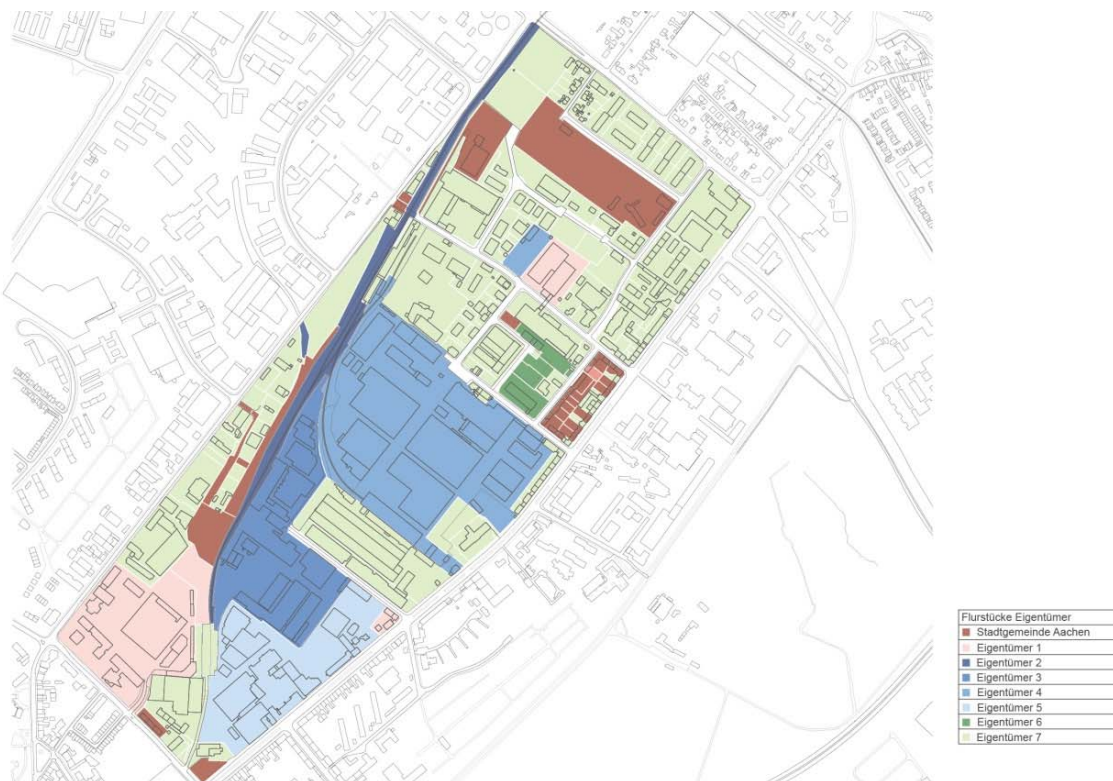 Flurstücke Eigentümer
Stadtgemeinde Aachen
Eigentümer 1
Eigentümer 2
Eigentümer 3
Eigentümer 4
Eigentümer 5
Eigentümer 6
Eigentümer 7